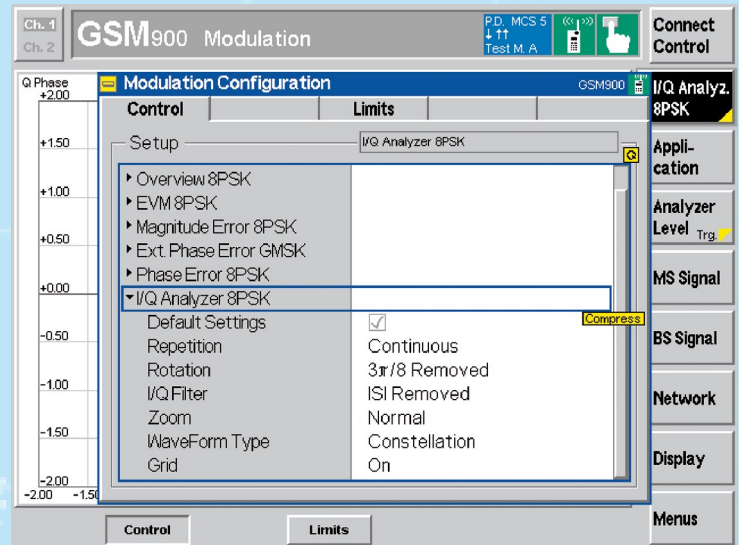 Ch. 1
Ch. 2
GSM900 Modulation
P.D. MCS 5
↓ ↑↑
Test M. A
Connect Control
Q Phase
+2.00
+1.50
+1.00
+0.50
+0.00
-0.50
-1.00
-1.50
-2.00
-2.00 -1.50
Modulation Configuration GSM900
Control Limits
Setup I/Q Analyzer 8PSK
Overview 8PSK
EVM 8PSK
Magnitude Error 8PSK
Ext. Phase Error GMSK
Phase Error 8PSK
I/Q Analyzer 8PSK
Compress
Default Settings
Repetition Continuous
Rotation 3π/8 Removed
I/Q Filter ISI Removed
Zoom Normal
WaveForm Type Constellation
Grid On
I/Q Analyz.
8PSK
Appli-
cation
Analyzer
Level Trg.
MS Signal
BS Signal
Network
Display
Menus
Control Limits